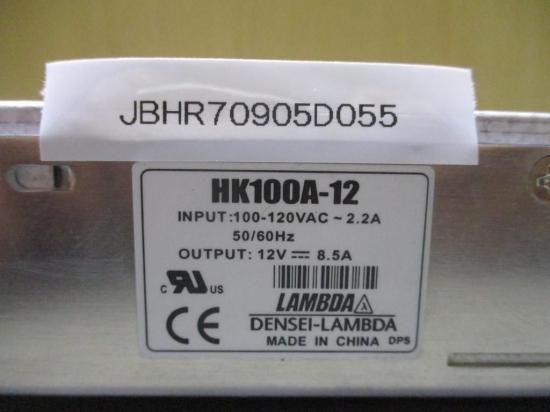 JBHR70905D055
HK100A-12
INPUT:100-120VAC ~ 2.2A
50/60Hz
OUTPUT: 12V ⎓ 8.5A
C RU US
LAMBDA
CE
DENSEI-LAMBDA
MADE IN CHINA DPS